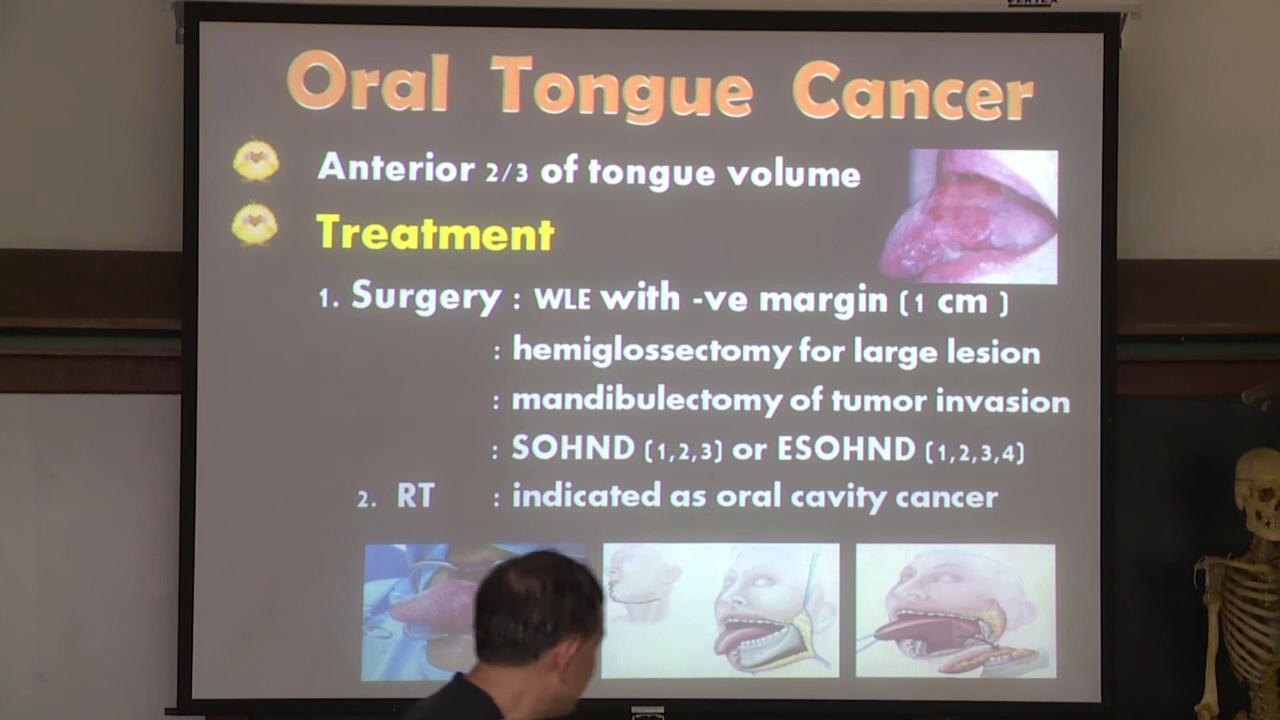 VERTEX
Oral Tongue Cancer
Anterior 2/3 of tongue volume
Treatment
1. Surgery : WLE with -ve margin (1 cm )
: hemiglossectomy for large lesion
: mandibulectomy of tumor invasion
: SOHND (1,2,3) or ESOHND (1,2,3,4)
2. RT : indicated as oral cavity cancer